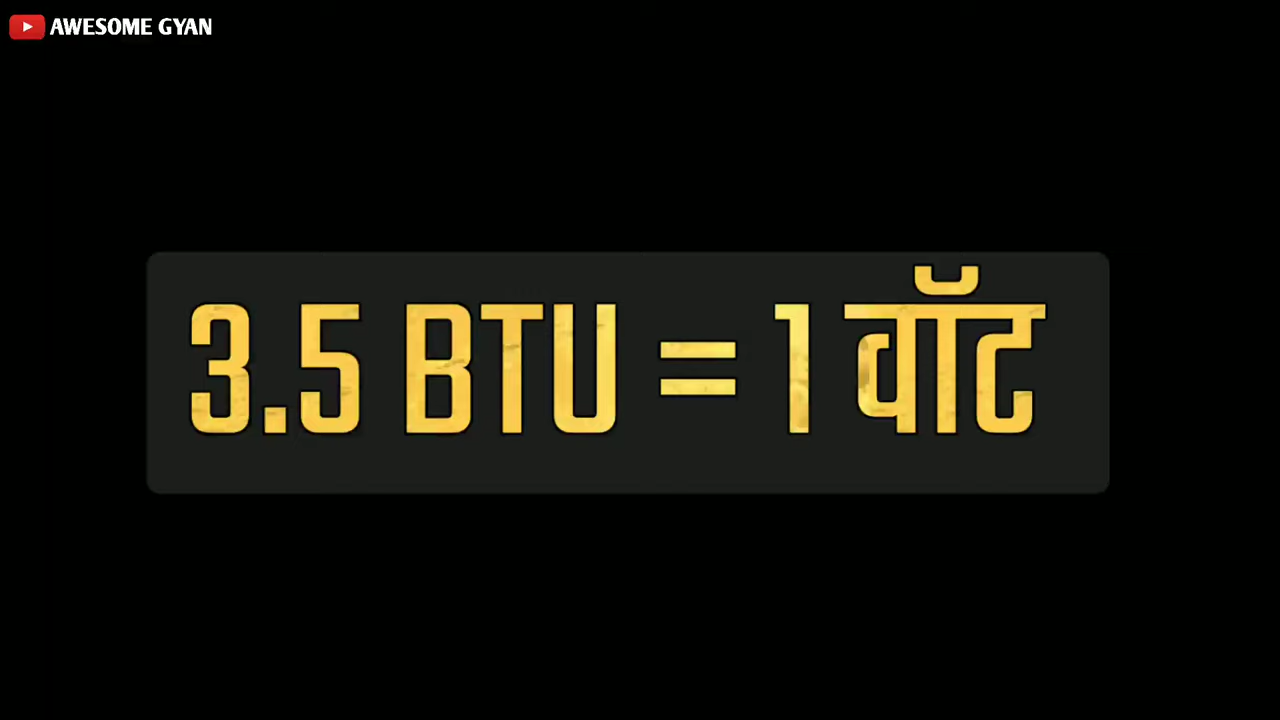 AWESOME GYAN
3.5 BTU = 1 वॉट